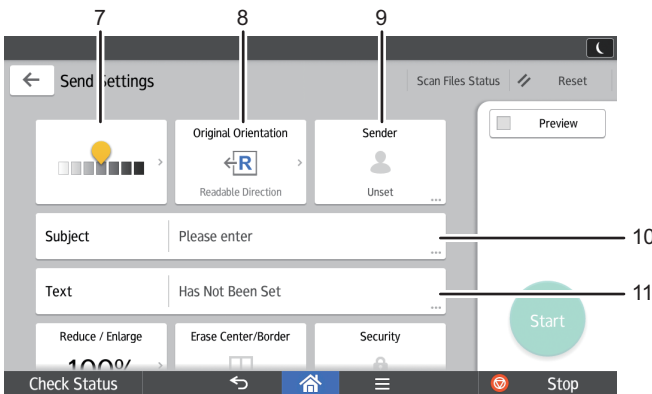 7 8 9
Send Settings Scan Files Status Reset
Original Orientation Sender Preview
R
Readable Direction Unset
Subject Please enter 10
Text Has Not Been Set 11
Start
Reduce / Enlarge Erase Center/Border Security
100%
Check Status Stop